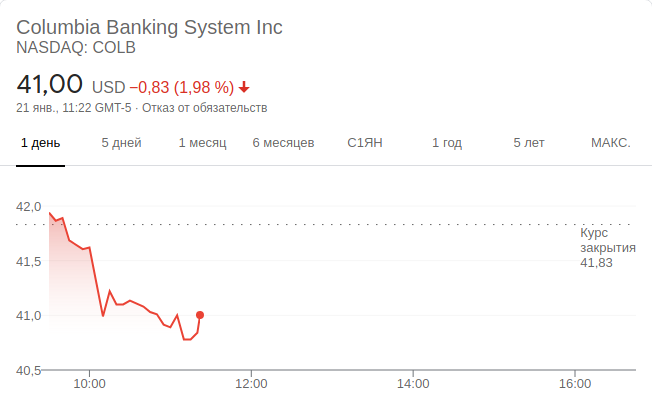 Columbia Banking System Inc
NASDAQ: COLB
41,00 USD −0,83 (1,98 %)
21 янв., 11:22 GMT-5 · Отказ от обязательств
1 день 5 дней 1 месяц 6 месяцев С1ЯН 1 год 5 лет МАКС.
42,0
Курс
закрытия
41,83
41,5
41,0
40,5
10:00 12:00 14:00 16:00